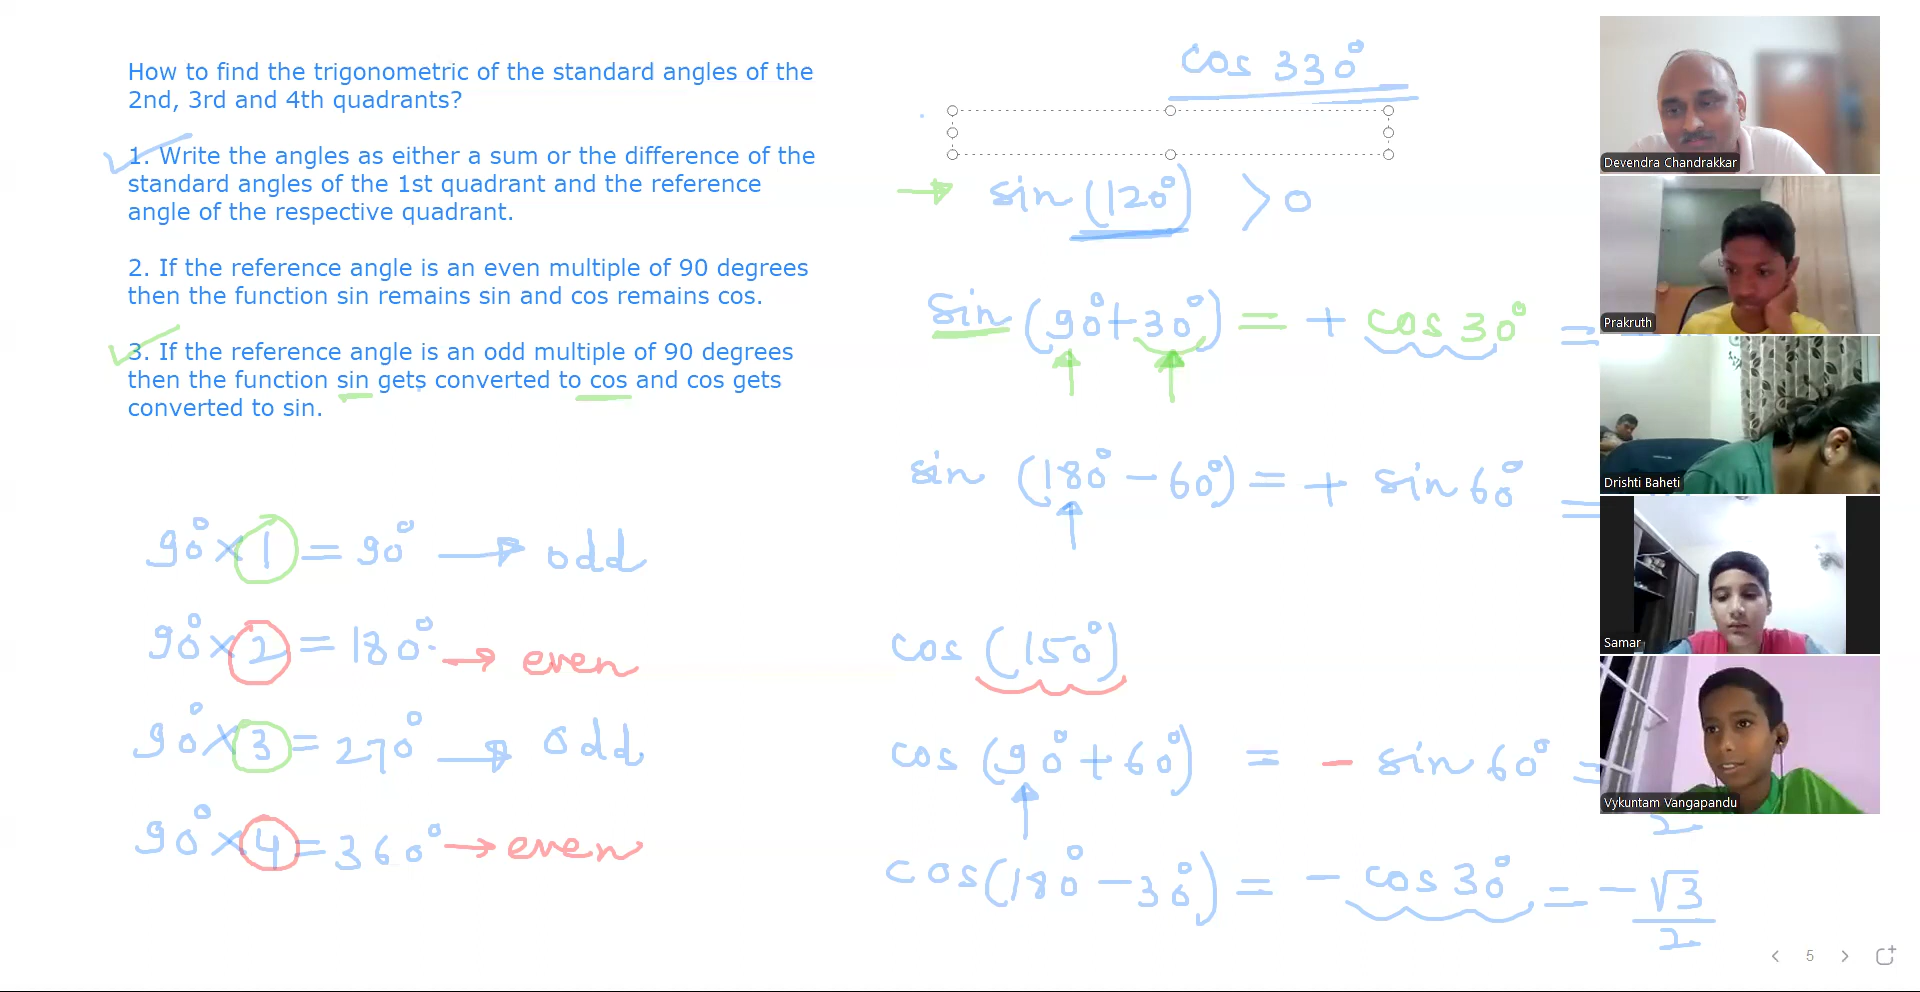 How to find the trigonometric of the standard angles of the
2nd, 3rd and 4th quadrants?
1. Write the angles as either a sum or the difference of the
standard angles of the 1st quadrant and the reference
angle of the respective quadrant.
2. If the reference angle is an even multiple of 90 degrees
then the function sin remains sin and cos remains cos.
3. If the reference angle is an odd multiple of 90 degrees
then the function sin gets converted to cos and cos gets
converted to sin.
90° × 1 = 90° → odd
90° × 2 = 180° → even
90° × 3 = 270° → odd
90° × 4 = 360° → even
cos 330°
→ sin (120°) > 0
sin (90° + 30°) = + cos 30° =
sin (180° - 60°) = + sin 60° =
cos (150°)
cos (90° + 60°) = - sin 60° =
2
cos (180° - 30°) = - cos 30° = - √3
2
Devendra Chandrakkar
Prakruth
Drishti Baheti
Samar
Vykuntam Vangapandu
< 5 >